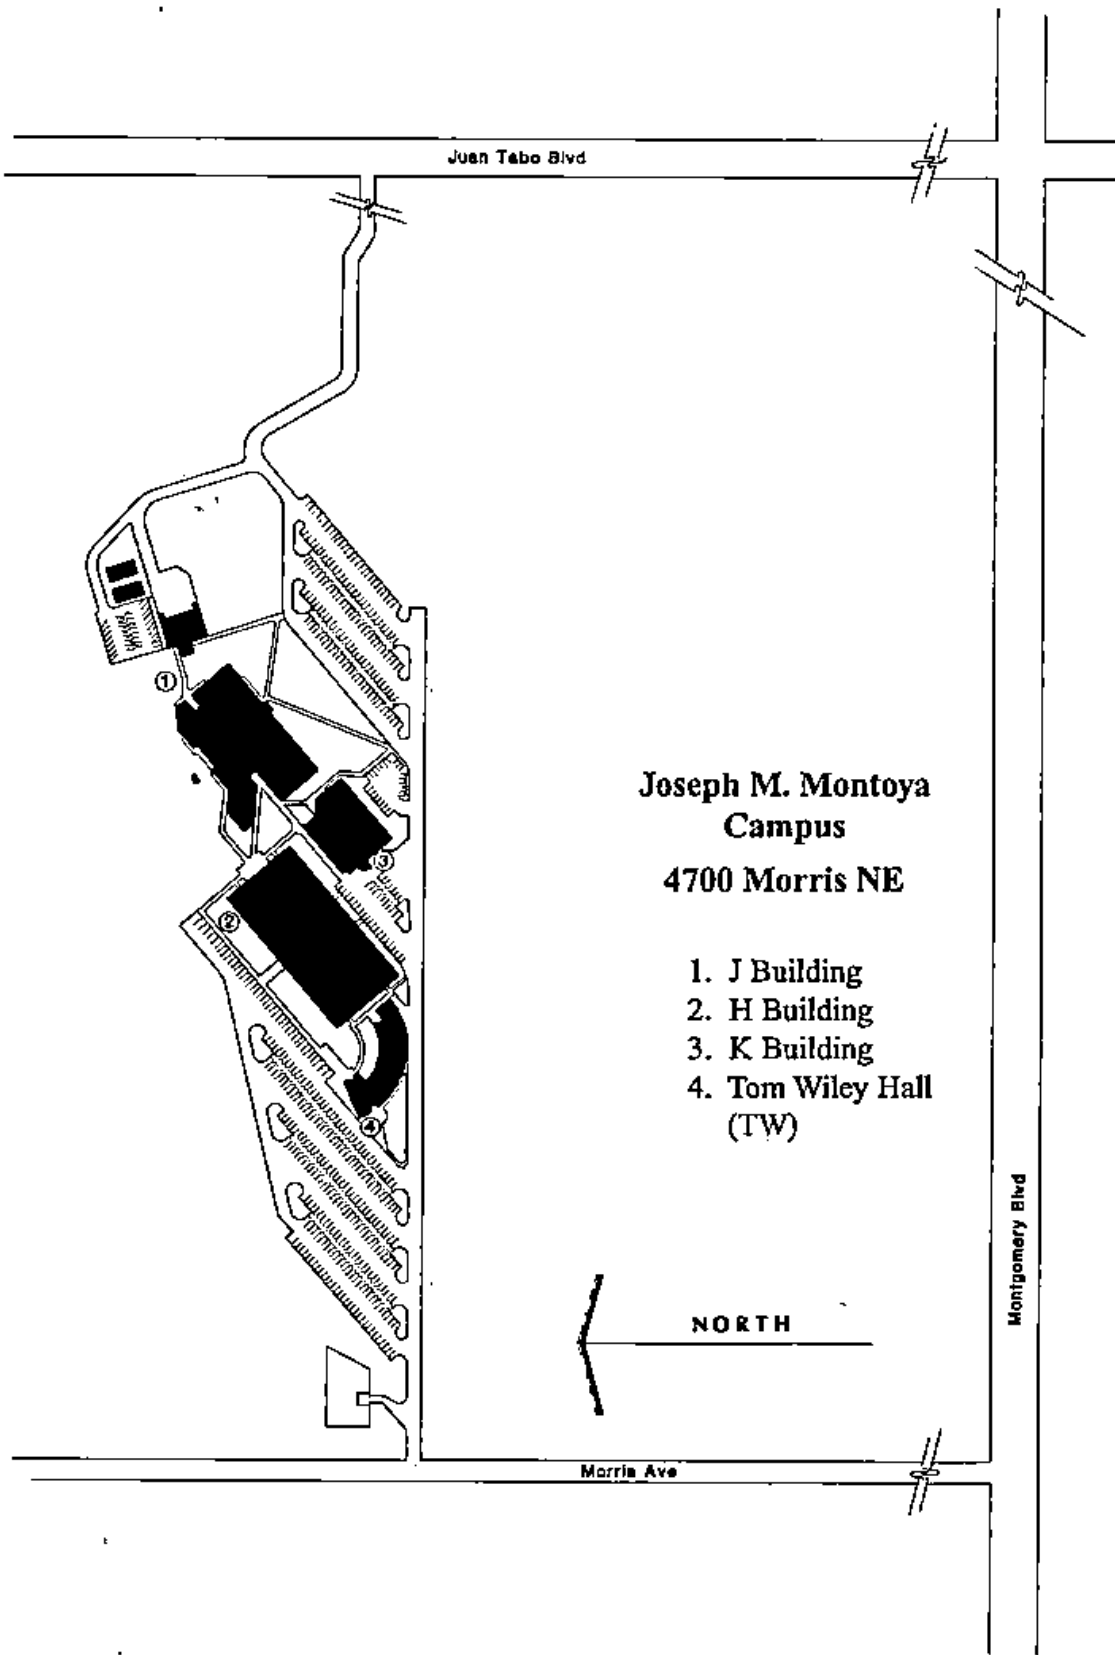 Juan Tabo Blvd
1
Joseph M. Montoya
Campus
4700 Morris NE
3
2
1. J Building
2. H Building
3. K Building
4. Tom Wiley Hall
(TW)
4
Montgomery Blvd
NORTH
Morris Ave